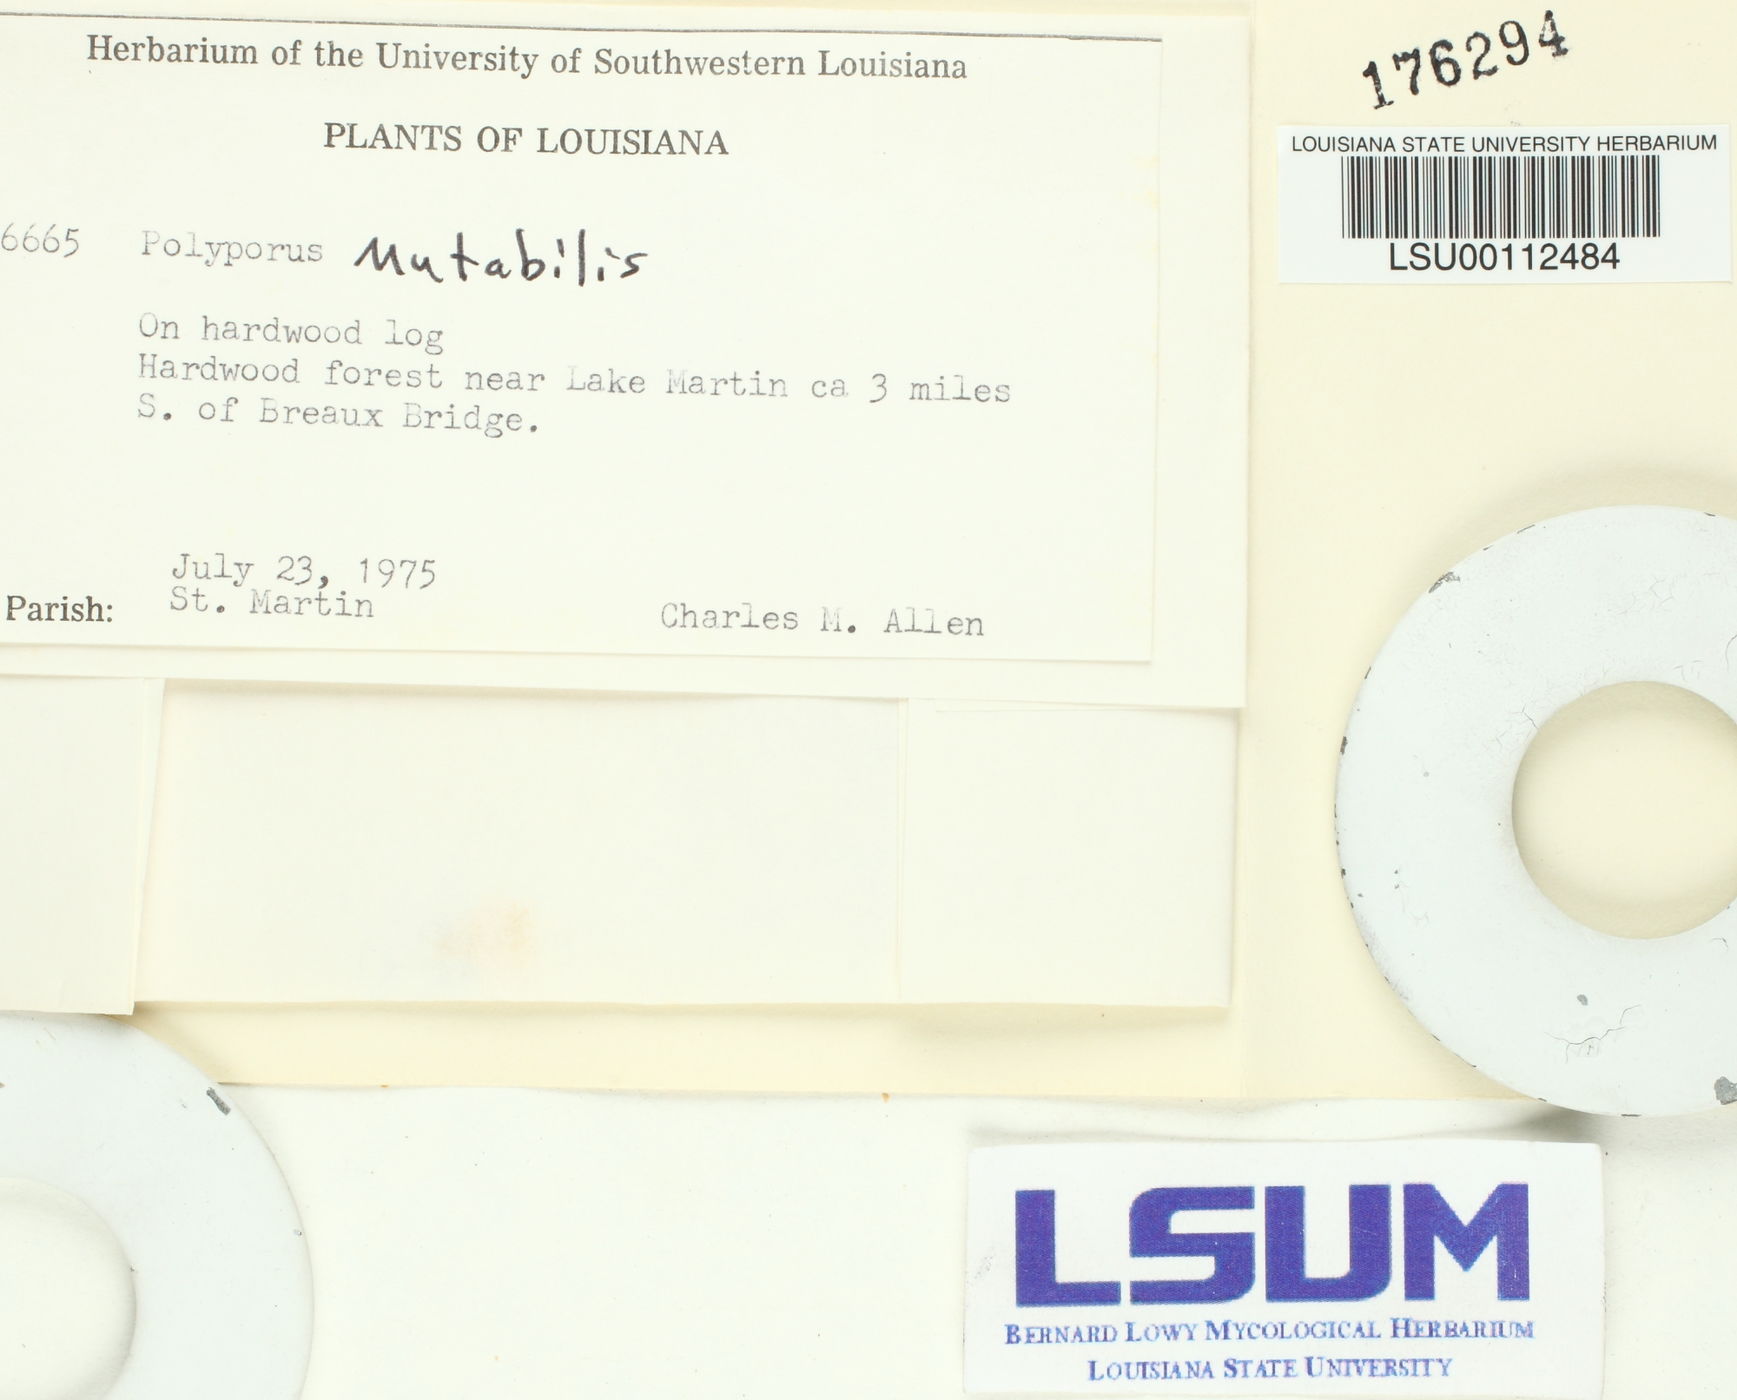 Herbarium of the University of Southwestern Louisiana
PLANTS OF LOUISIANA
6665 Polyporus Mutabilis
On hardwood log
Hardwood forest near Lake Martin ca 3 miles
S. of Breaux Bridge.
July 23, 1975
Parish: St. Martin
Charles M. Allen
176294
LOUISIANA STATE UNIVERSITY HERBARIUM
LSU00112484
LSUM
BERNARD LOWY MYCOLOGICAL HERBARIUM
LOUISIANA STATE UNIVERSITY